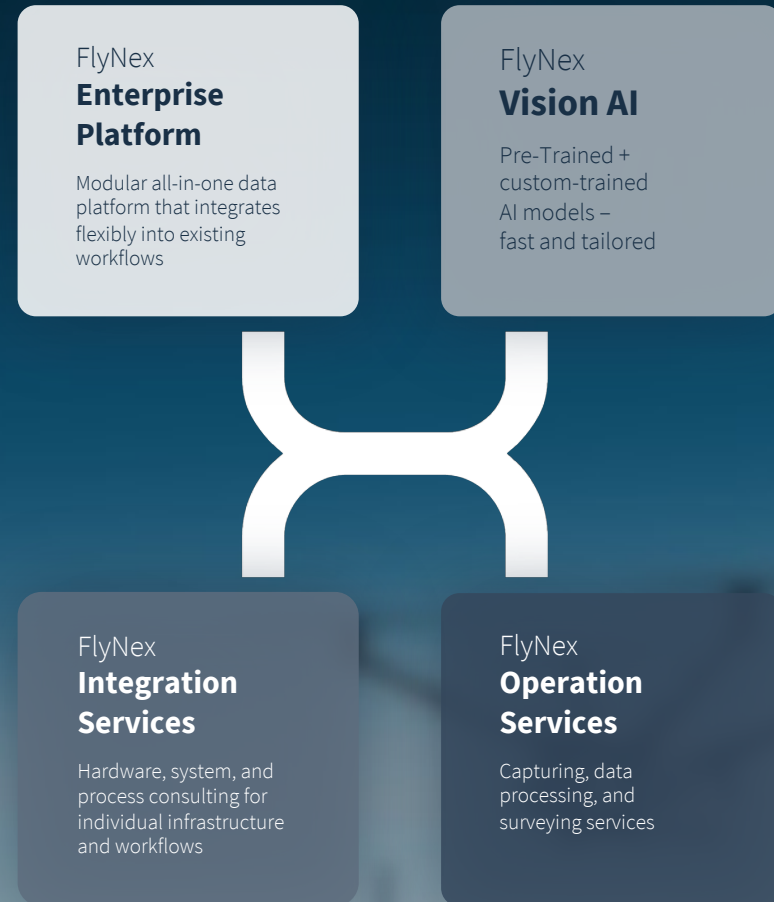 FlyNex
Enterprise
Platform
Modular all-in-one data
platform that integrates
flexibly into existing
workflows
FlyNex
Vision AI
Pre-Trained +
custom-trained
AI models –
fast and tailored
FlyNex
Integration
Services
Hardware, system, and
process consulting for
individual infrastructure
and workflows
FlyNex
Operation
Services
Capturing, data
processing, and
surveying services